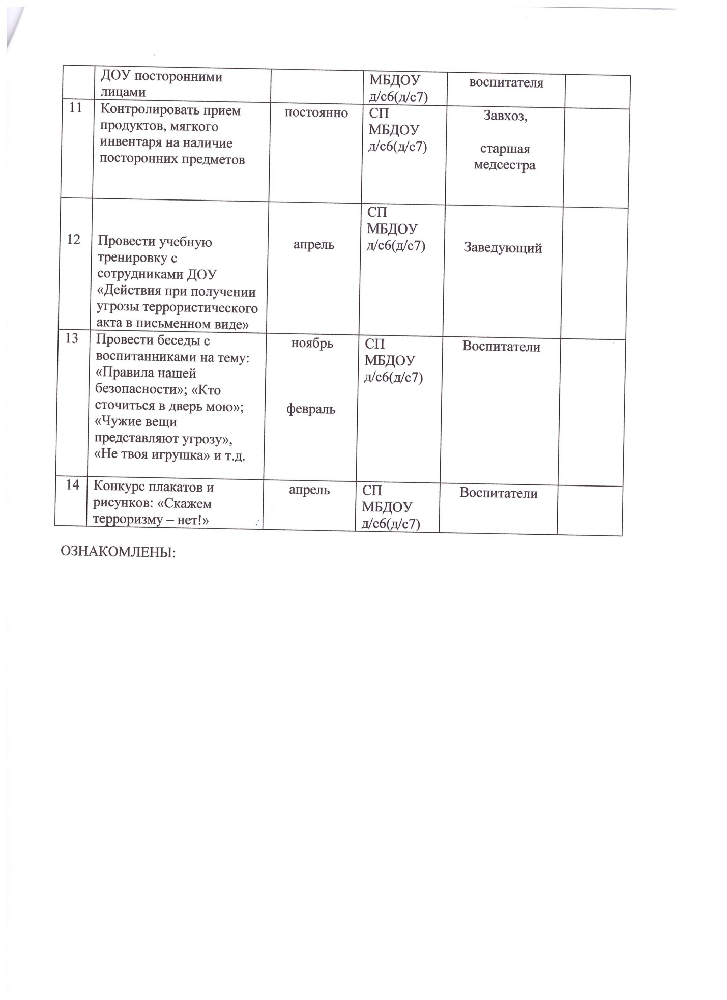 ДОУ посторонними
лицами
МБДОУ
д/с6(д/с7)
воспитателя
11
Контролировать прием
продуктов, мягкого
инвентаря на наличие
посторонних предметов
постоянно
СП
МБДОУ
д/с6(д/с7)
Завхоз,
старшая
медсестра
12
Провести учебную
тренировку с
сотрудниками ДОУ
«Действия при получении
угрозы террористического
акта в письменном виде»
апрель
СП
МБДОУ
д/с6(д/с7)
Заведующий
13
Провести беседы с
воспитанниками на тему:
«Правила нашей
безопасности»; «Кто
сточиться в дверь мою»;
«Чужие вещи
представляют угрозу»,
«Не твоя игрушка» и т.д.
ноябрь
февраль
СП
МБДОУ
д/с6(д/с7)
Воспитатели
14
Конкурс плакатов и
рисунков: «Скажем
терроризму – нет!»
апрель
СП
МБДОУ
д/с6(д/с7)
Воспитатели
ОЗНАКОМЛЕНЫ: